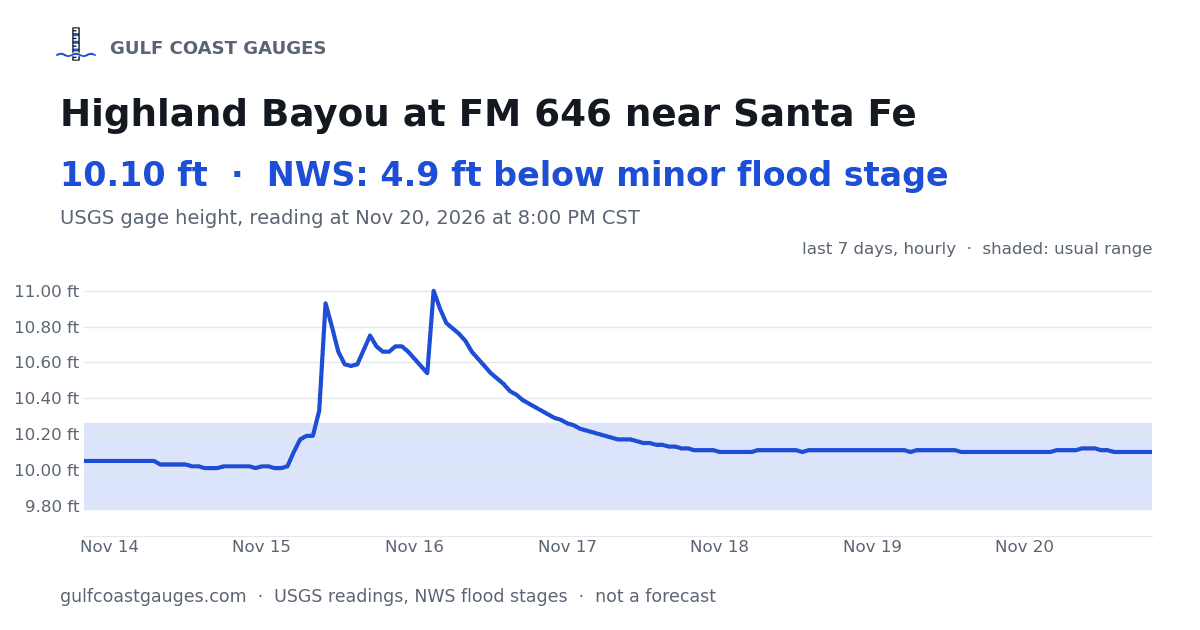 GULF COAST GAUGES
Highland Bayou at FM 646 near Santa Fe
10.10 ft · NWS: 4.9 ft below minor flood stage
USGS gage height, reading at Nov 20, 2026 at 8:00 PM CST
last 7 days, hourly · shaded: usual range
11.00 ft
10.80 ft
10.60 ft
10.40 ft
10.20 ft
10.00 ft
9.80 ft
Nov 14 Nov 15 Nov 16 Nov 17 Nov 18 Nov 19 Nov 20
gulfcoastgauges.com · USGS readings, NWS flood stages · not a forecast